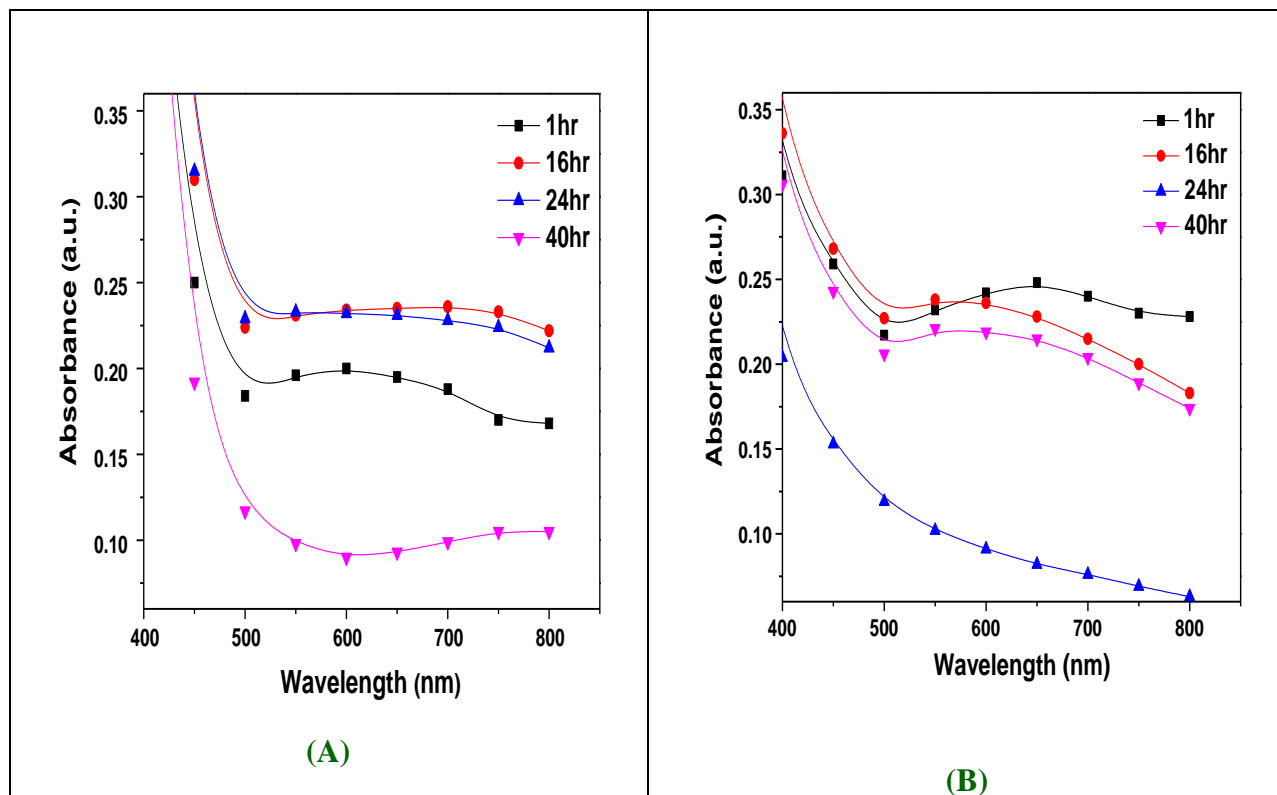 0.35
0.30
0.25
0.20
0.15
0.10
Absorbance (a.u.)
1hr
16hr
24hr
40hr
400 500 600 700 800
Wavelength (nm)
(A)
0.35
0.30
0.25
0.20
0.15
0.10
Absorbance (a.u.)
1hr
16hr
24hr
40hr
400 500 600 700 800
Wavelength (nm)
(B)